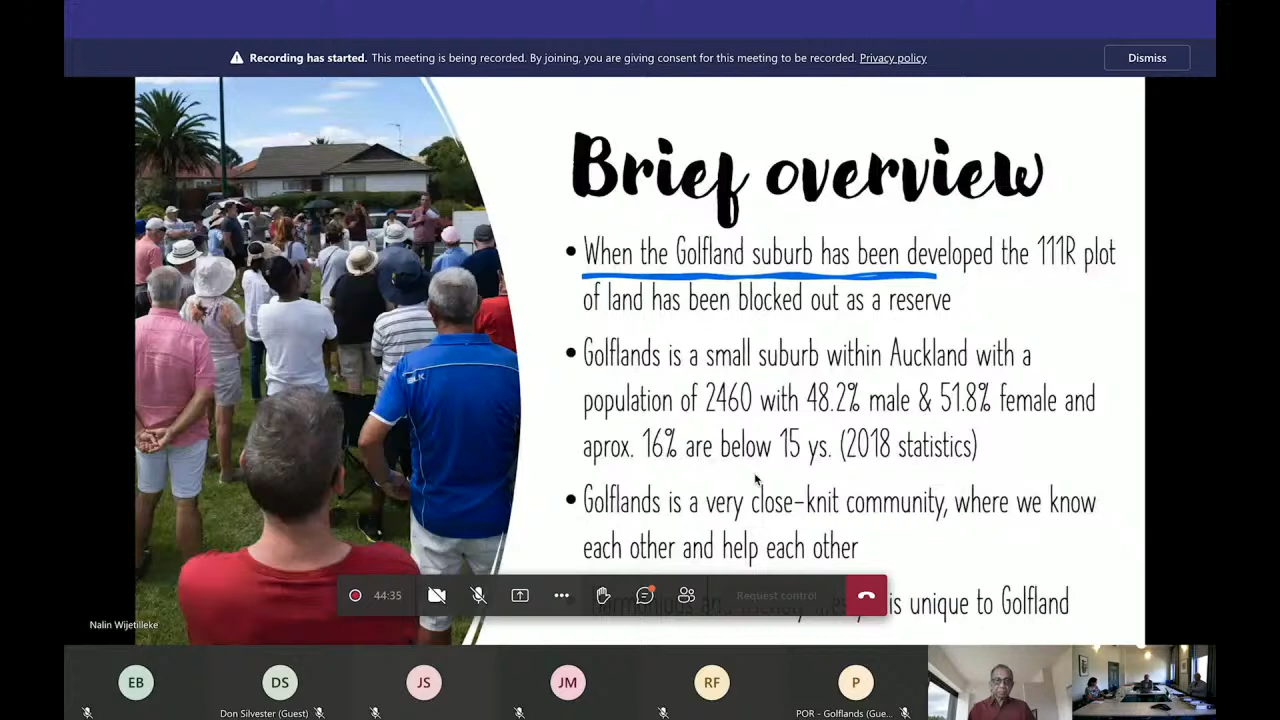 Recording has started. This meeting is being recorded. By joining, you are giving consent for this meeting to be recorded. Privacy policy
Dismiss
Brief overview
• When the Golfland suburb has been developed the 111R plot
of land has been blocked out as a reserve
• Golflands is a small suburb within Auckland with a
population of 2460 with 48.2% male & 51.8% female and
aprox. 16% are below 15 ys. (2018 statistics)
• Golflands is a very close-knit community, where we know
each other and help each other
is unique to Golfland
BLK
44:35
Request control
Nalin Wijetilleke
EB
DS
JS
JM
RF
P
Don Silvester (Guest)
POR - Golflands (Gue...